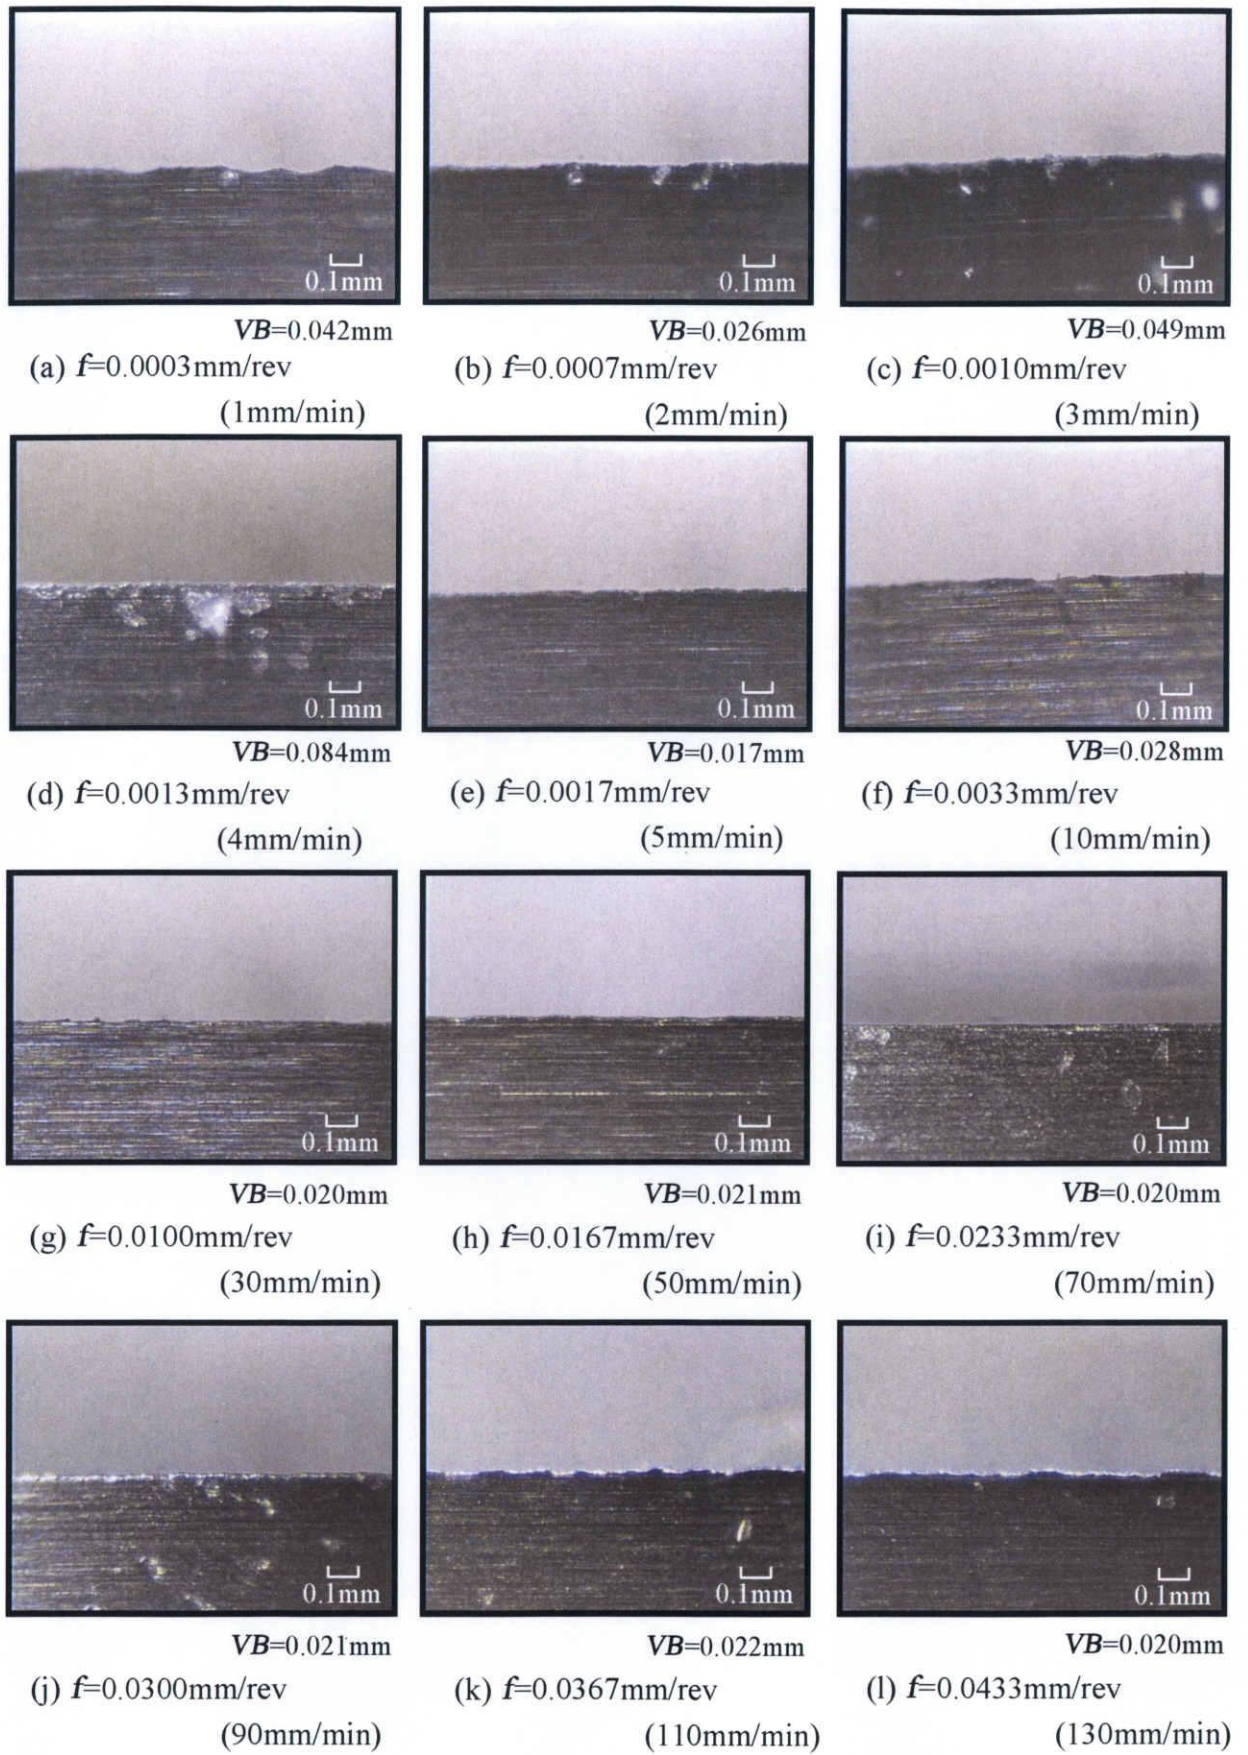 0.1mm 0.1mm 0.1mm
VB=0.042mm VB=0.026mm VB=0.049mm
(a) f=0.0003mm/rev (b) f=0.0007mm/rev (c) f=0.0010mm/rev
(1mm/min) (2mm/min) (3mm/min)
0.1mm 0.1mm 0.1mm
VB=0.084mm VB=0.017mm VB=0.028mm
(d) f=0.0013mm/rev (e) f=0.0017mm/rev (f) f=0.0033mm/rev
(4mm/min) (5mm/min) (10mm/min)
0.1mm 0.1mm 0.1mm
VB=0.020mm VB=0.021mm VB=0.020mm
(g) f=0.0100mm/rev (h) f=0.0167mm/rev (i) f=0.0233mm/rev
(30mm/min) (50mm/min) (70mm/min)
0.1mm 0.1mm 0.1mm
VB=0.021mm VB=0.022mm VB=0.020mm
(j) f=0.0300mm/rev (k) f=0.0367mm/rev (l) f=0.0433mm/rev
(90mm/min) (110mm/min) (130mm/min)